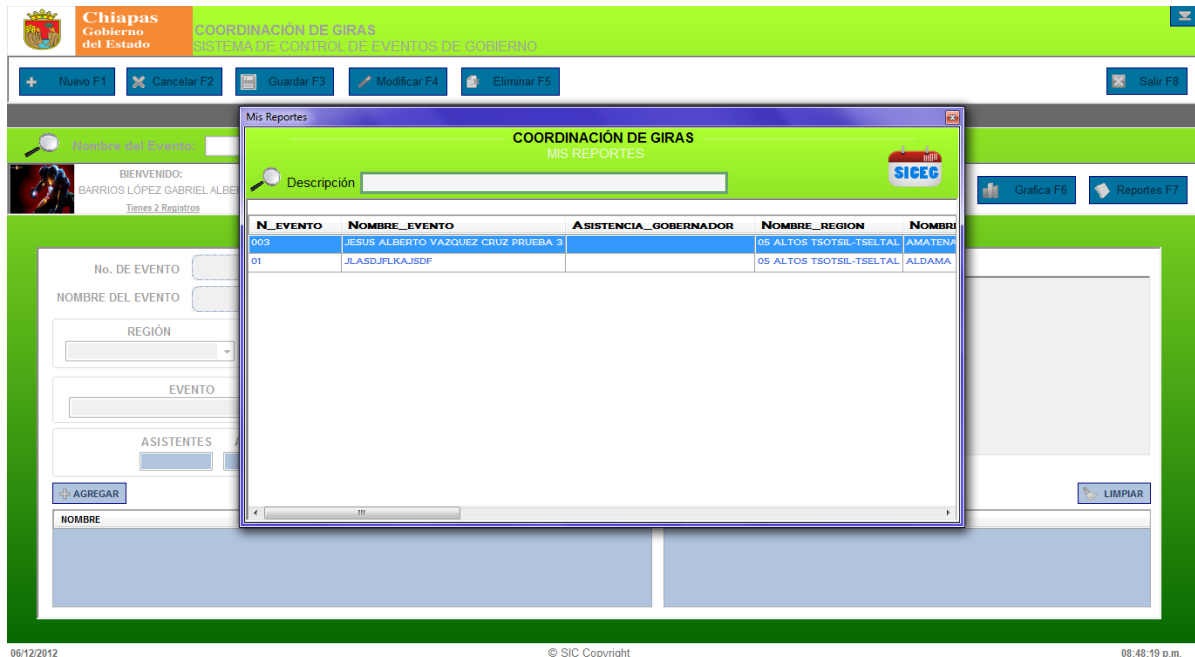 Chiapas
Gobierno
del Estado
COORDINACIÓN DE GIRAS
SISTEMA DE CONTROL DE EVENTOS DE GOBIERNO
Nuevo F1
Cancelar F2
Guardar F3
Modificar F4
Eliminar F5
Salir F8
Nombre del Evento:
BIENVENIDO:
BARRIOS LÓPEZ GABRIEL ALBE
Tienes 2 Registros
Grafica F6
Reportes F7
No. DE EVENTO
NOMBRE DEL EVENTO
REGIÓN
EVENTO
ASISTENTES
AGREGAR
LIMPIAR
NOMBRE
Mis Reportes
COORDINACIÓN DE GIRAS
MIS REPORTES
SICEG
Descripción
N_EVENTO NOMBRE_EVENTO ASISTENCIA_GOBERNADOR NOMBRE_REGION NOMBR
003 JESUS ALBERTO VAZQUEZ CRUZ PRUEBA 3 05 ALTOS TSOTSIL-TSELTAL AMATENA
01 JLASDJFLKAJSDF 05 ALTOS TSOTSIL-TSELTAL ALDAMA
06/12/2012
© SIC Copyright
08:48:19 p.m.